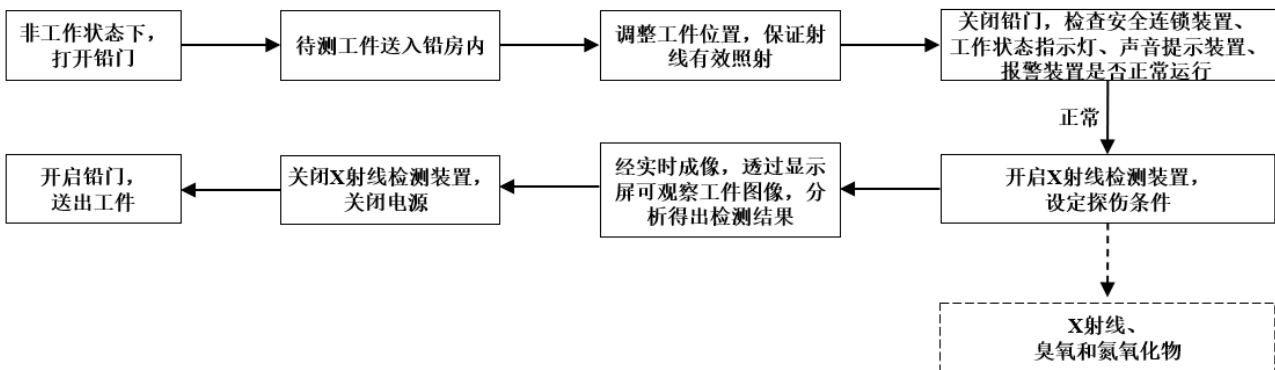 非工作状态下，
打开铅门
待测工件送入铅房内
调整工件位置，保证射
线有效照射
关闭铅门，检查安全连锁装置、
工作状态指示灯、声音提示装置、
报警装置是否正常运行
正常
开启X射线检测装置，
设定探伤条件
经实时成像，透过显示
屏可观察工件图像，分
析得出检测结果
关闭X射线检测装置，
关闭电源
开启铅门，
送出工件
X射线、
臭氧和氮氧化物